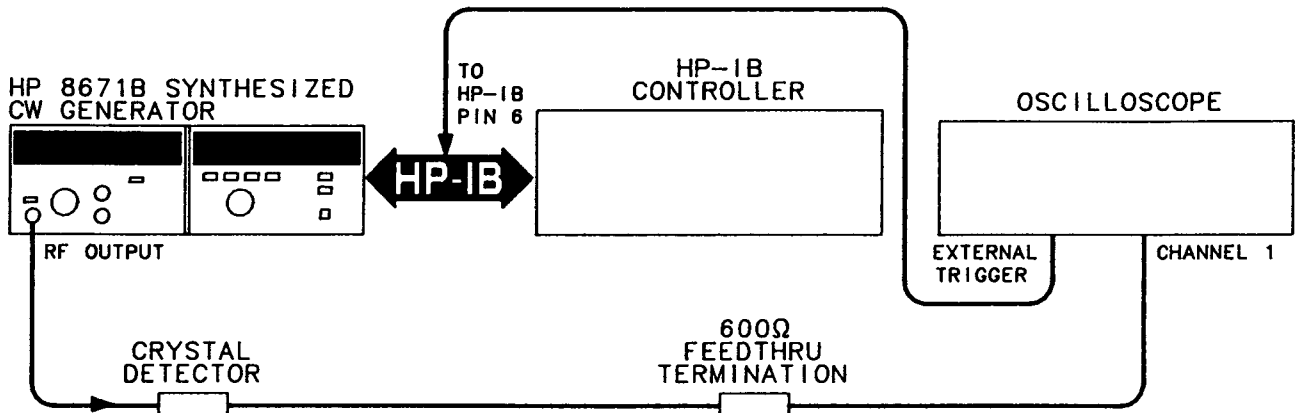 HP 8671B SYNTHESIZED
CW GENERATOR
TO
HP-IB
PIN 6
HP-IB
CONTROLLER
OSCILLOSCOPE
HP-IB
RF OUTPUT
EXTERNAL
TRIGGER
CHANNEL 1
CRYSTAL
DETECTOR
600Ω
FEEDTHRU
TERMINATION